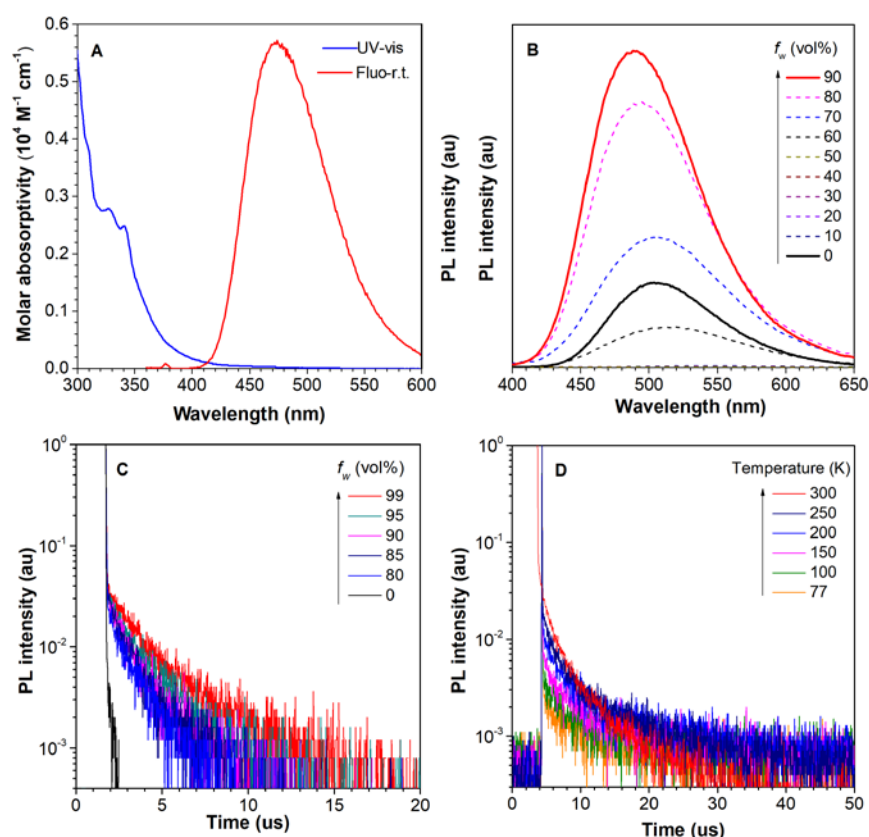 A
UV-vis
Fluo-r.t.
Molar abosorptivity (10⁴ M⁻¹ cm⁻¹)
0.6
0.5
0.4
0.3
0.2
0.1
0.0
300 350 400 450 500 550 600
Wavelength (nm)
PL intensity (au)
B
f_w (vol%)
90
80
70
60
50
40
30
20
10
0
PL intensity (au)
400 450 500 550 600 650
Wavelength (nm)
C
f_w (vol%)
99
95
90
85
80
0
PL intensity (au)
10⁰
10⁻¹
10⁻²
10⁻³
0 5 10 15 20
Time (us)
D
Temperature (K)
300
250
200
150
100
77
PL intensity (au)
10⁰
10⁻¹
10⁻²
10⁻³
0 10 20 30 40 50
Time (us)